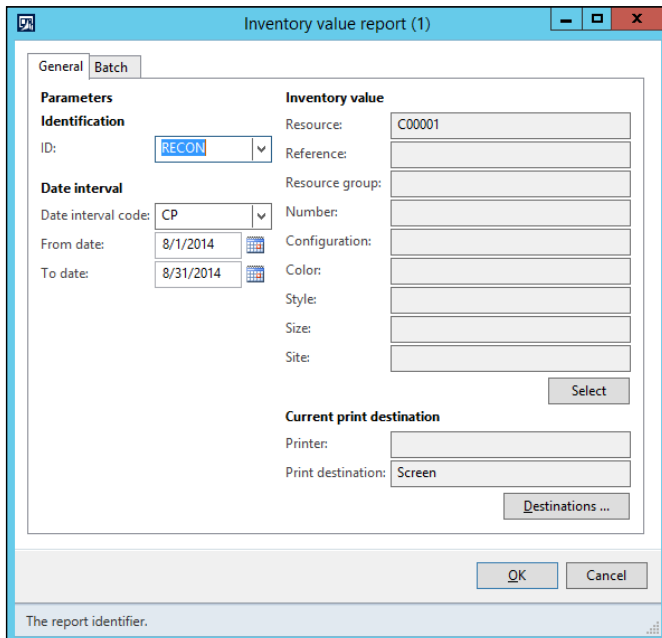 Inventory value report (1)
General
Batch
Parameters
Identification
ID:
RECON
Date interval
Date interval code:
CP
From date:
8/1/2014
To date:
8/31/2014
Inventory value
Resource:
C00001
Reference:
Resource group:
Number:
Configuration:
Color:
Style:
Size:
Site:
Select
Current print destination
Printer:
Print destination:
Screen
Destinations ...
OK
Cancel
The report identifier.